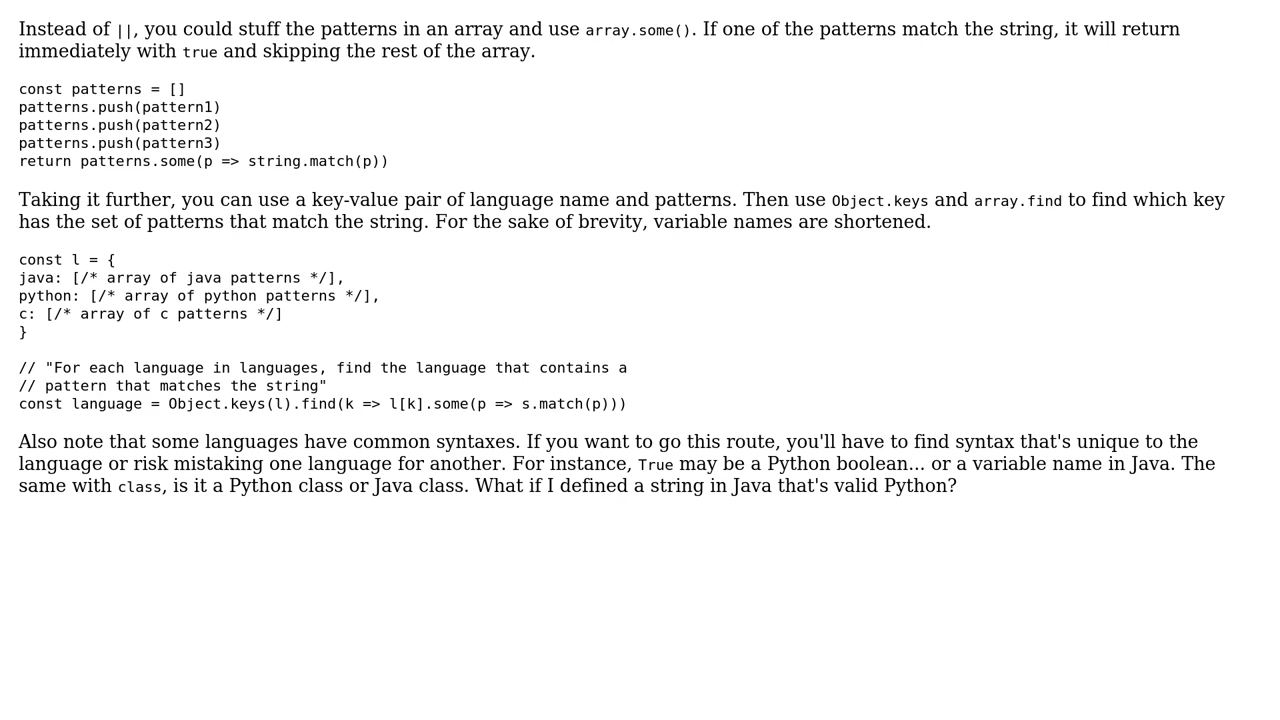 Instead of ||, you could stuff the patterns in an array and use array.some(). If one of the patterns match the string, it will return
immediately with true and skipping the rest of the array.
const patterns = []
patterns.push(pattern1)
patterns.push(pattern2)
patterns.push(pattern3)
return patterns.some(p => string.match(p))
Taking it further, you can use a key-value pair of language name and patterns. Then use Object.keys and array.find to find which key
has the set of patterns that match the string. For the sake of brevity, variable names are shortened.
const l = {
java: [/* array of java patterns */],
python: [/* array of python patterns */],
c: [/* array of c patterns */]
}
// "For each language in languages, find the language that contains a
// pattern that matches the string"
const language = Object.keys(l).find(k => l[k].some(p => s.match(p)))
Also note that some languages have common syntaxes. If you want to go this route, you'll have to find syntax that's unique to the
language or risk mistaking one language for another. For instance, True may be a Python boolean... or a variable name in Java. The
same with class, is it a Python class or Java class. What if I defined a string in Java that's valid Python?